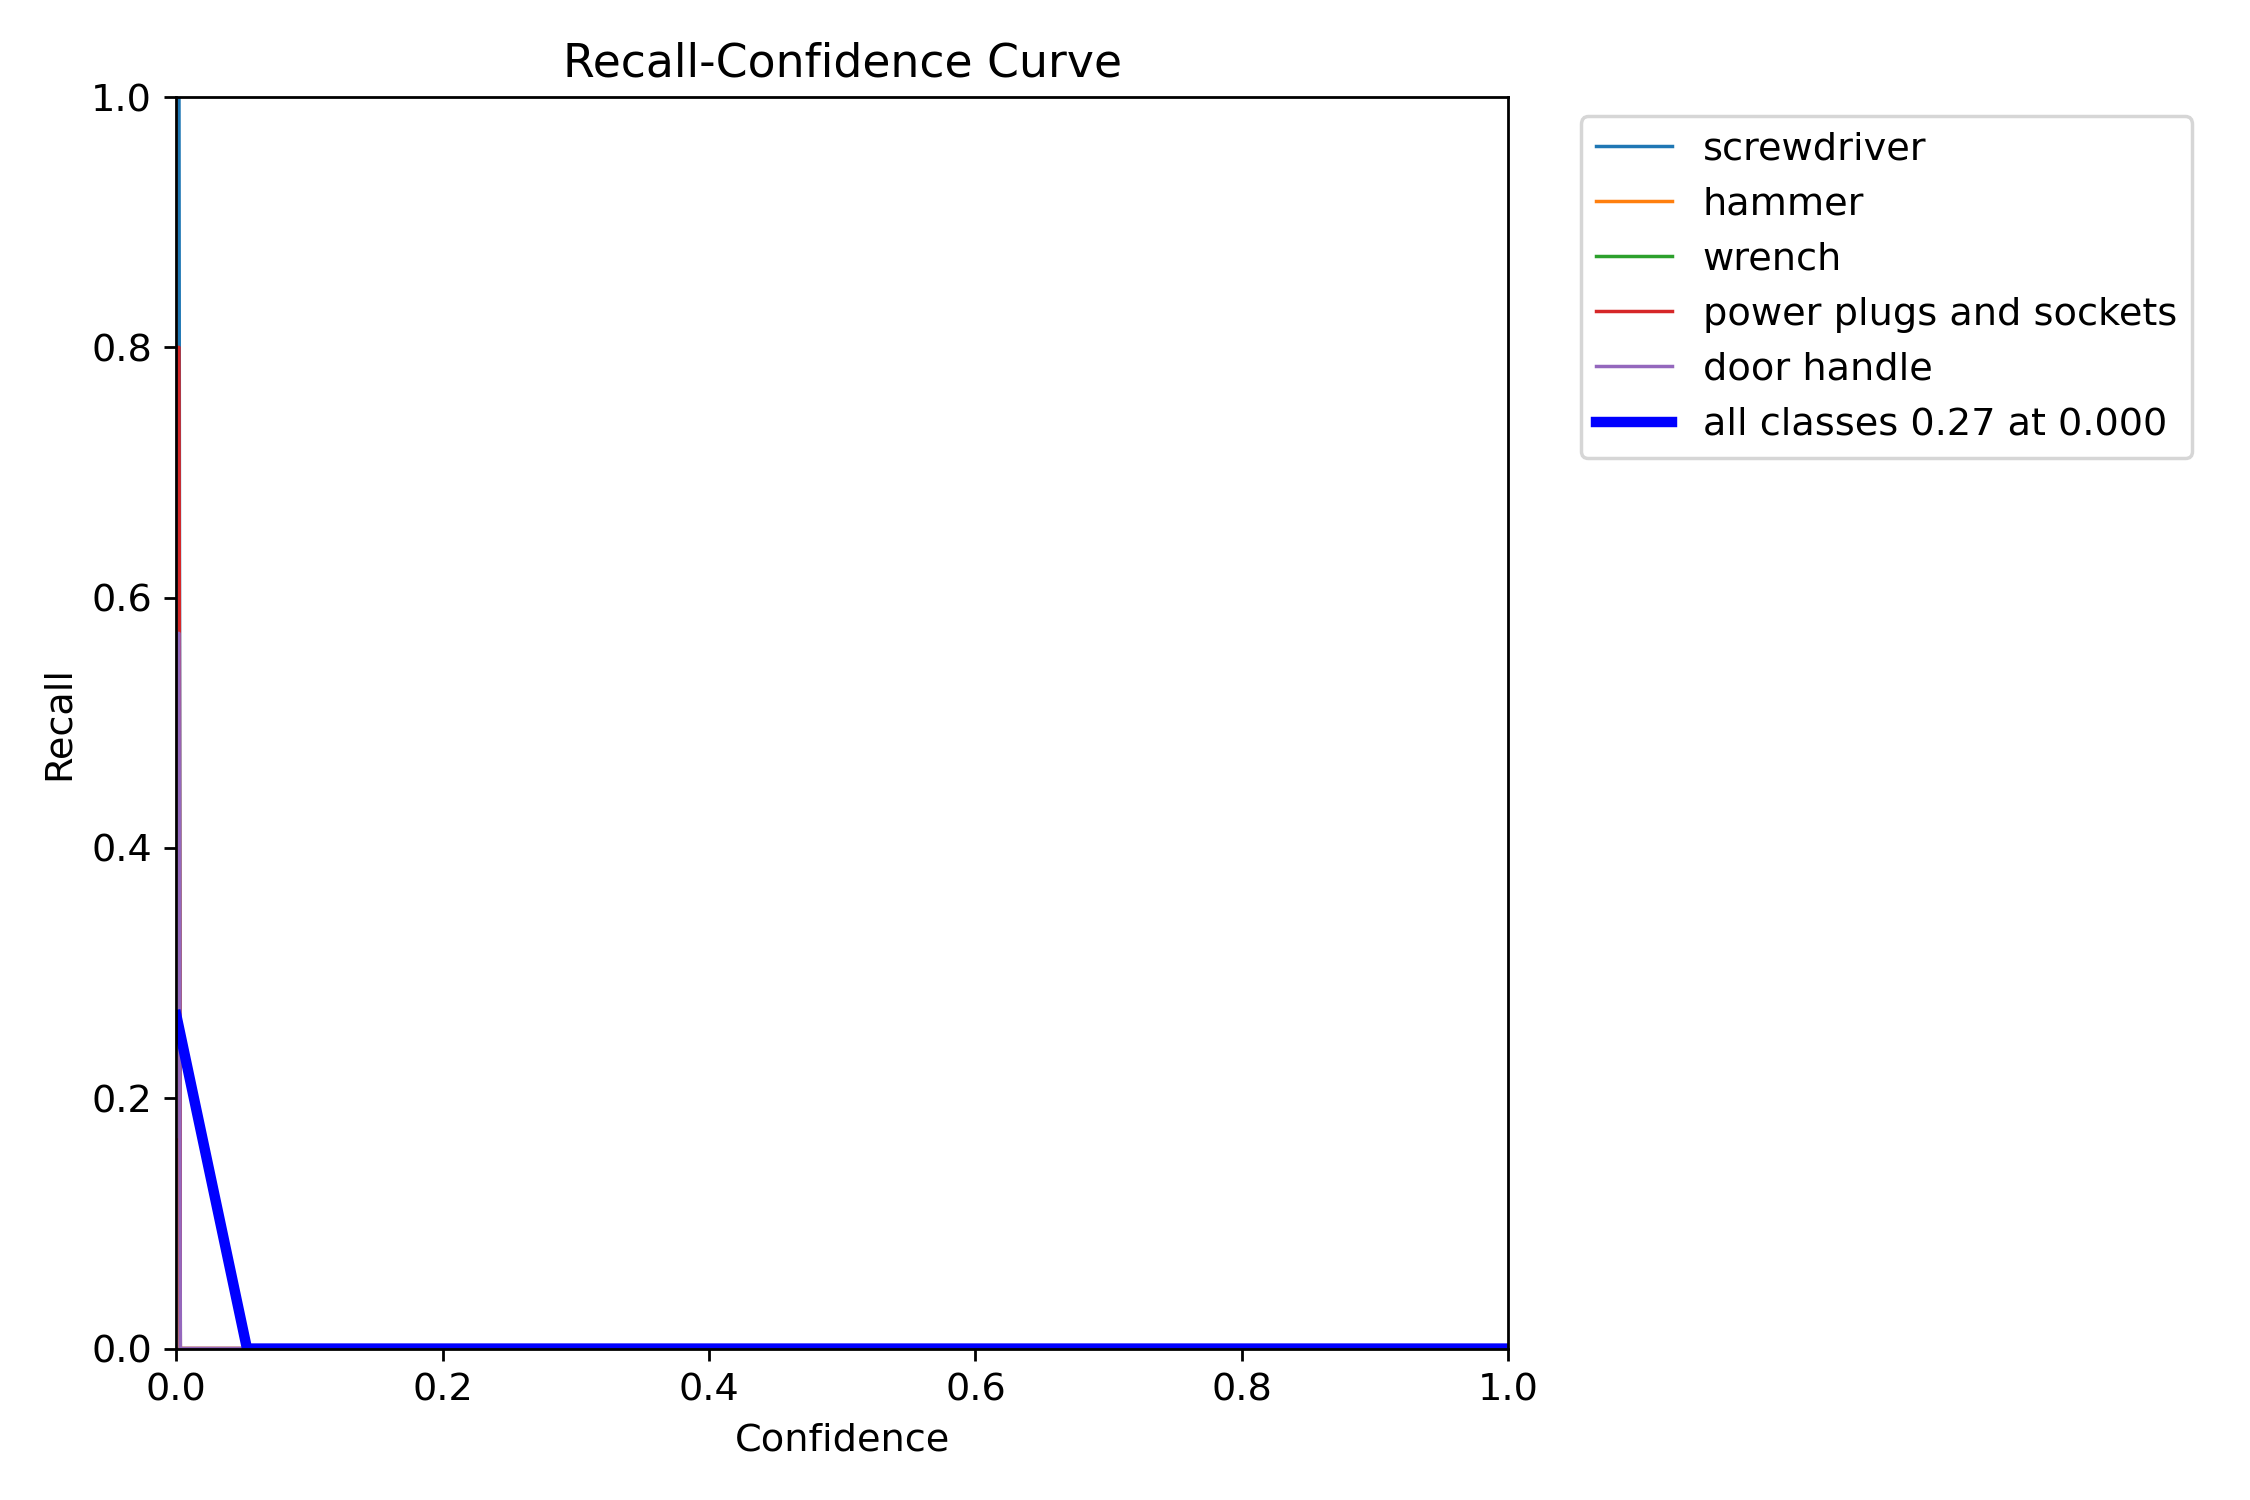 Recall-Confidence Curve
1.0
0.8
0.6
0.4
0.2
0.0
Recall
0.0 0.2 0.4 0.6 0.8 1.0
Confidence
screwdriver
hammer
wrench
power plugs and sockets
door handle
all classes 0.27 at 0.000